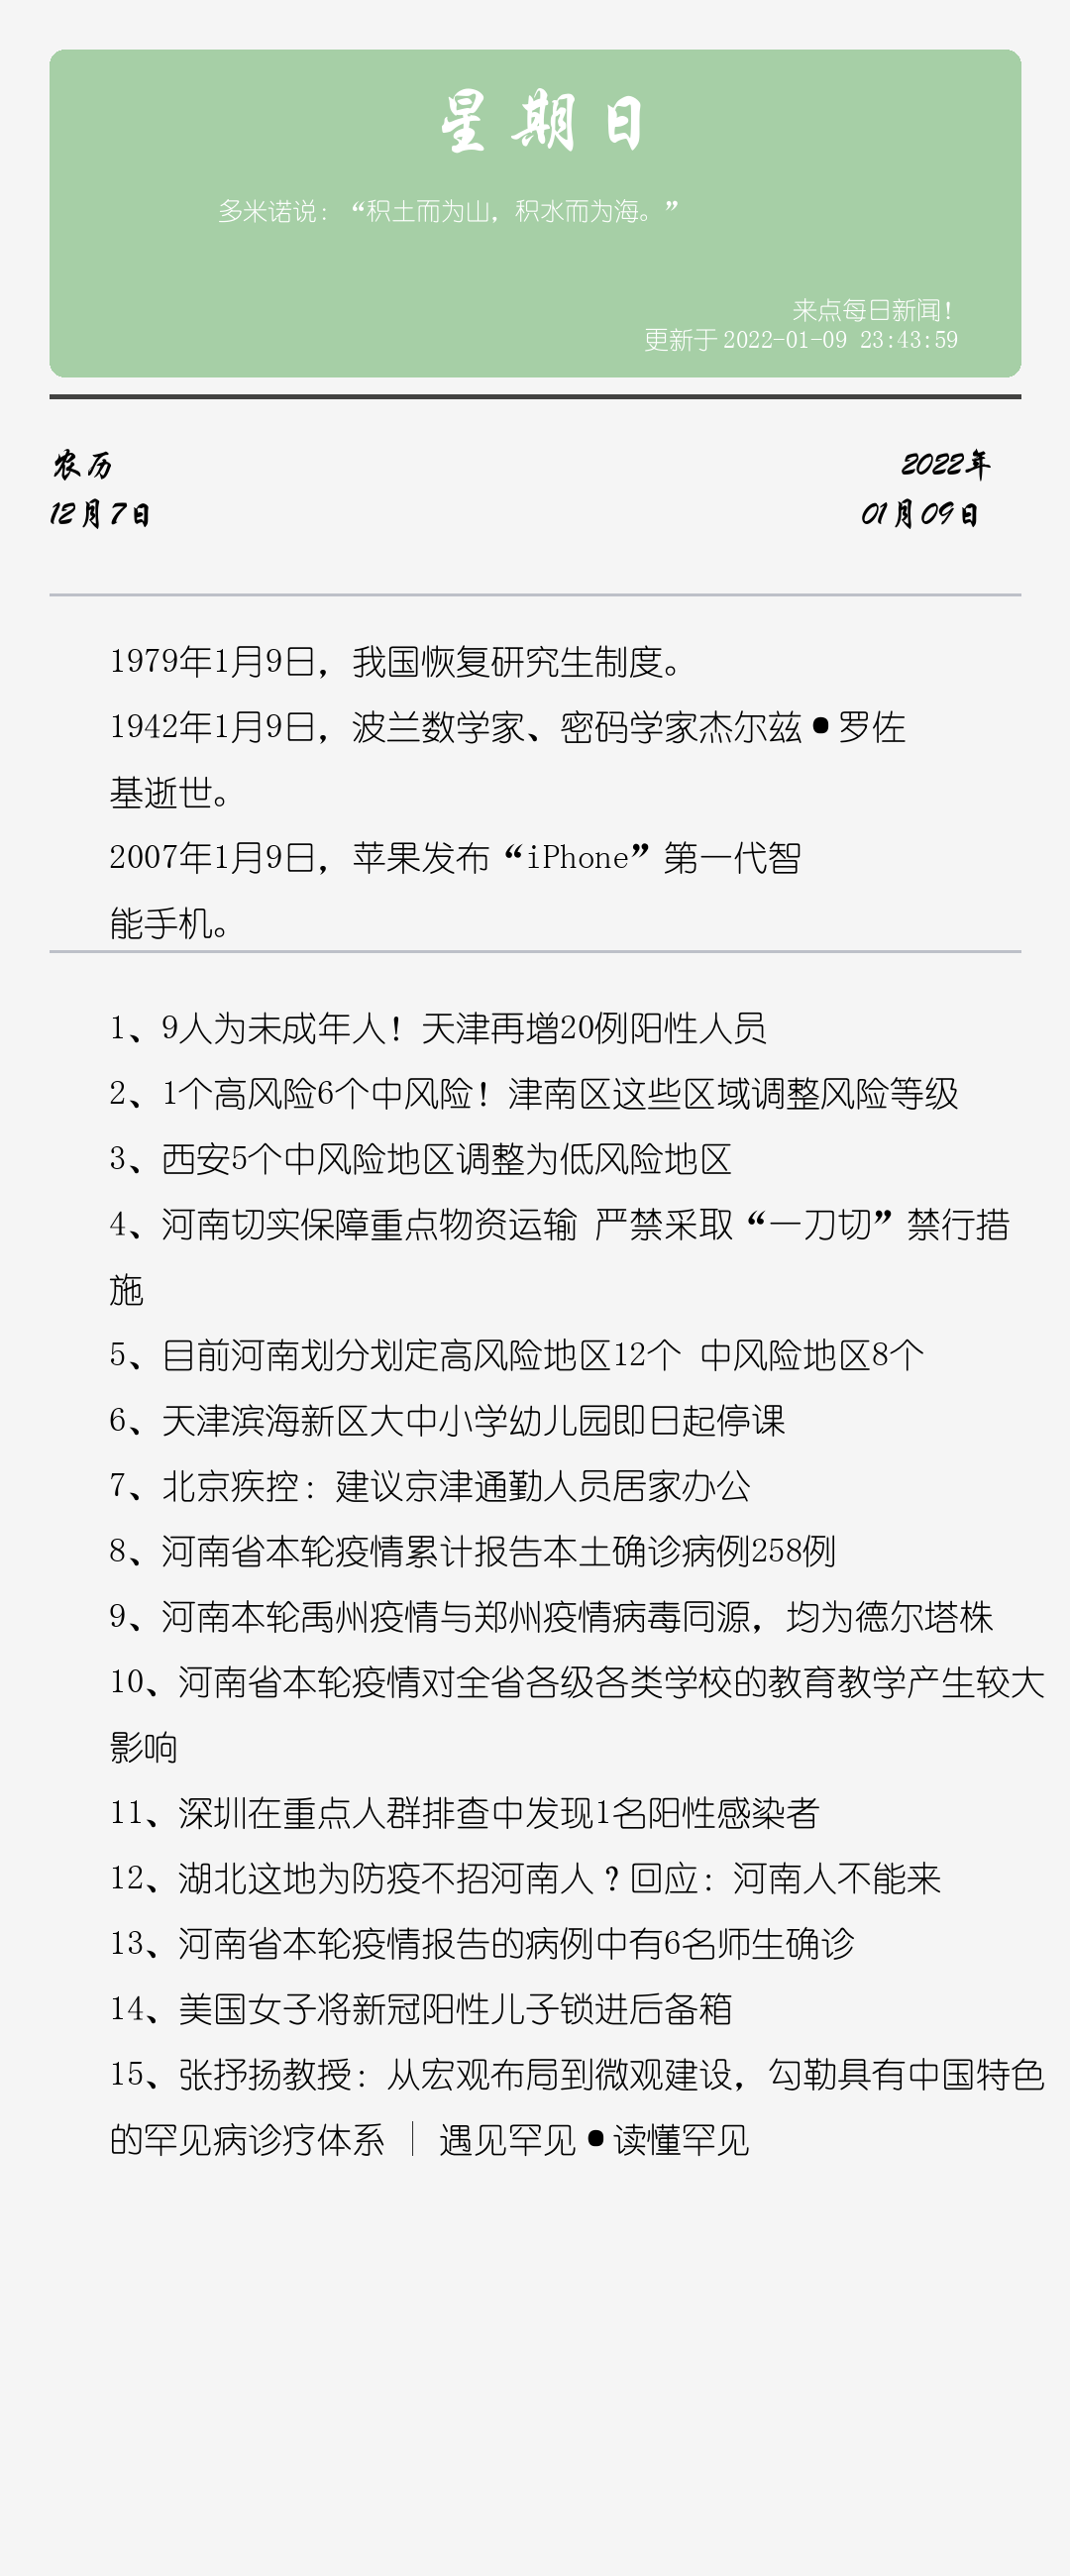 星期日
多米诺说：“积土而为山，积水而为海。”
来点每日新闻！
更新于 2022-01-09 23:43:59
农历
2022年
12月7日
01月09日
1979年1月9日，我国恢复研究生制度。
1942年1月9日，波兰数学家、密码学家杰尔兹•罗佐
基逝世。
2007年1月9日，苹果发布“iPhone”第一代智
能手机。
1、9人为未成年人！天津再增20例阳性人员
2、1个高风险6个中风险！津南区这些区域调整风险等级
3、西安5个中风险地区调整为低风险地区
4、河南切实保障重点物资运输 严禁采取“一刀切”禁行措
施
5、目前河南划分划定高风险地区12个 中风险地区8个
6、天津滨海新区大中小学幼儿园即日起停课
7、北京疾控：建议京津通勤人员居家办公
8、河南省本轮疫情累计报告本土确诊病例258例
9、河南本轮禹州疫情与郑州疫情病毒同源，均为德尔塔株
10、河南省本轮疫情对全省各级各类学校的教育教学产生较大
影响
11、深圳在重点人群排查中发现1名阳性感染者
12、湖北这地为防疫不招河南人？回应：河南人不能来
13、河南省本轮疫情报告的病例中有6名师生确诊
14、美国女子将新冠阳性儿子锁进后备箱
15、张抒扬教授：从宏观布局到微观建设，勾勒具有中国特色
的罕见病诊疗体系 ｜ 遇见罕见•读懂罕见